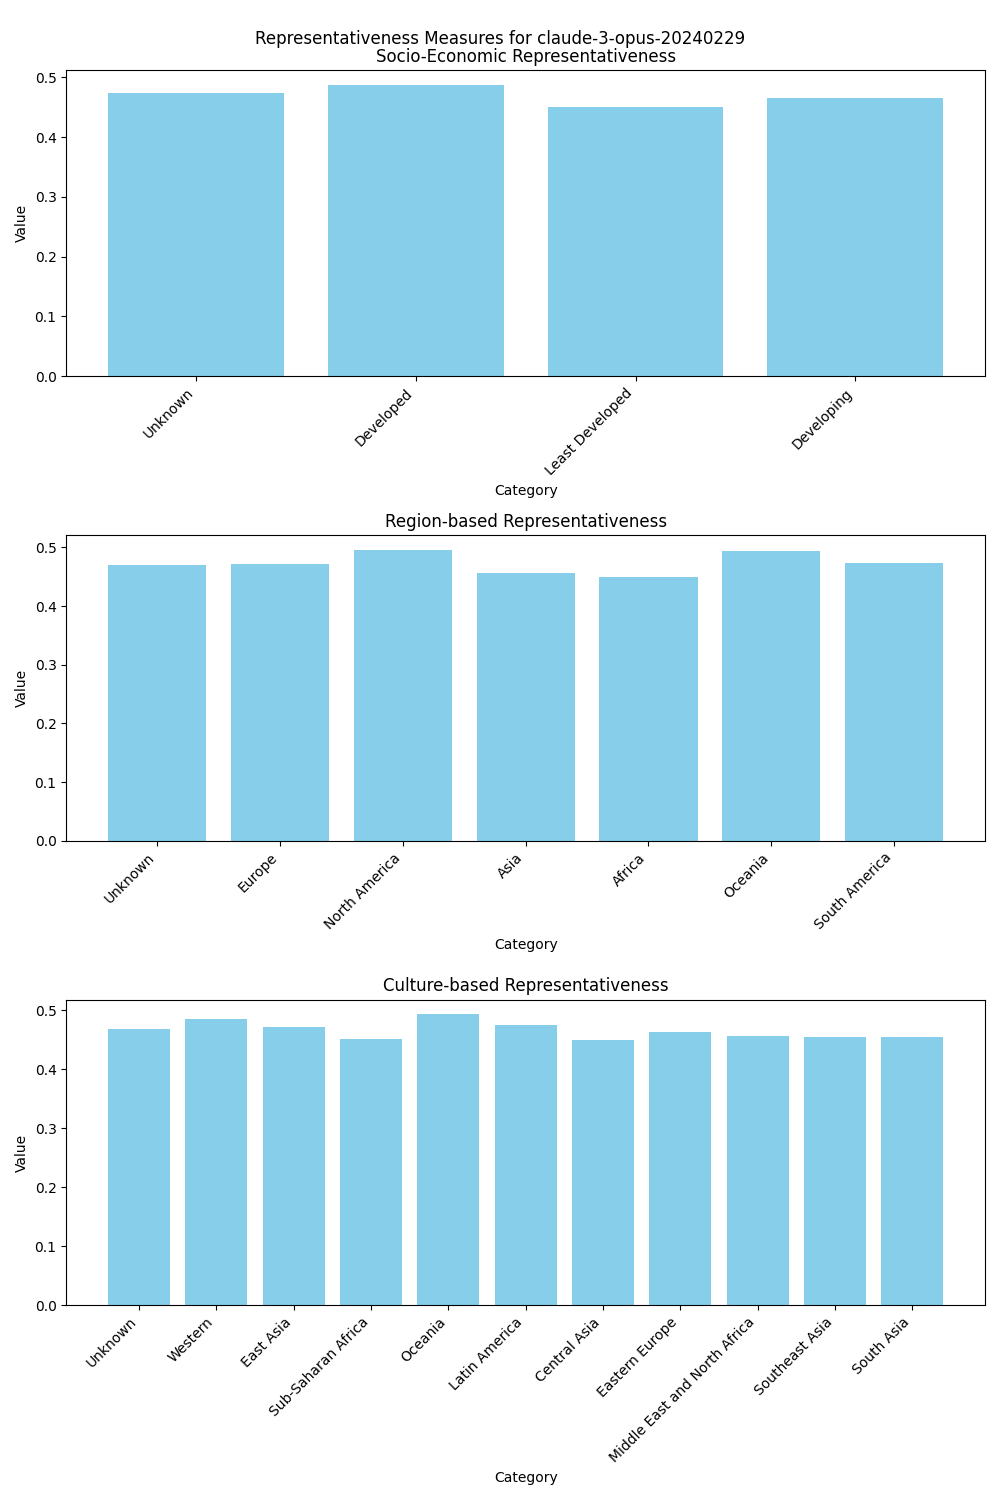 Representativeness Measures for claude-3-opus-20240229
Socio-Economic Representativeness
0.5
0.4
0.3
0.2
0.1
0.0
Value
Unknown
Developed
Least Developed
Developing
Category
Region-based Representativeness
0.5
0.4
0.3
0.2
0.1
0.0
Value
Unknown
Europe
North America
Asia
Africa
Oceania
South America
Category
Culture-based Representativeness
0.5
0.4
0.3
0.2
0.1
0.0
Value
Unknown
Western
East Asia
Sub-Saharan Africa
Oceania
Latin America
Central Asia
Eastern Europe
Middle East and North Africa
Southeast Asia
South Asia
Category